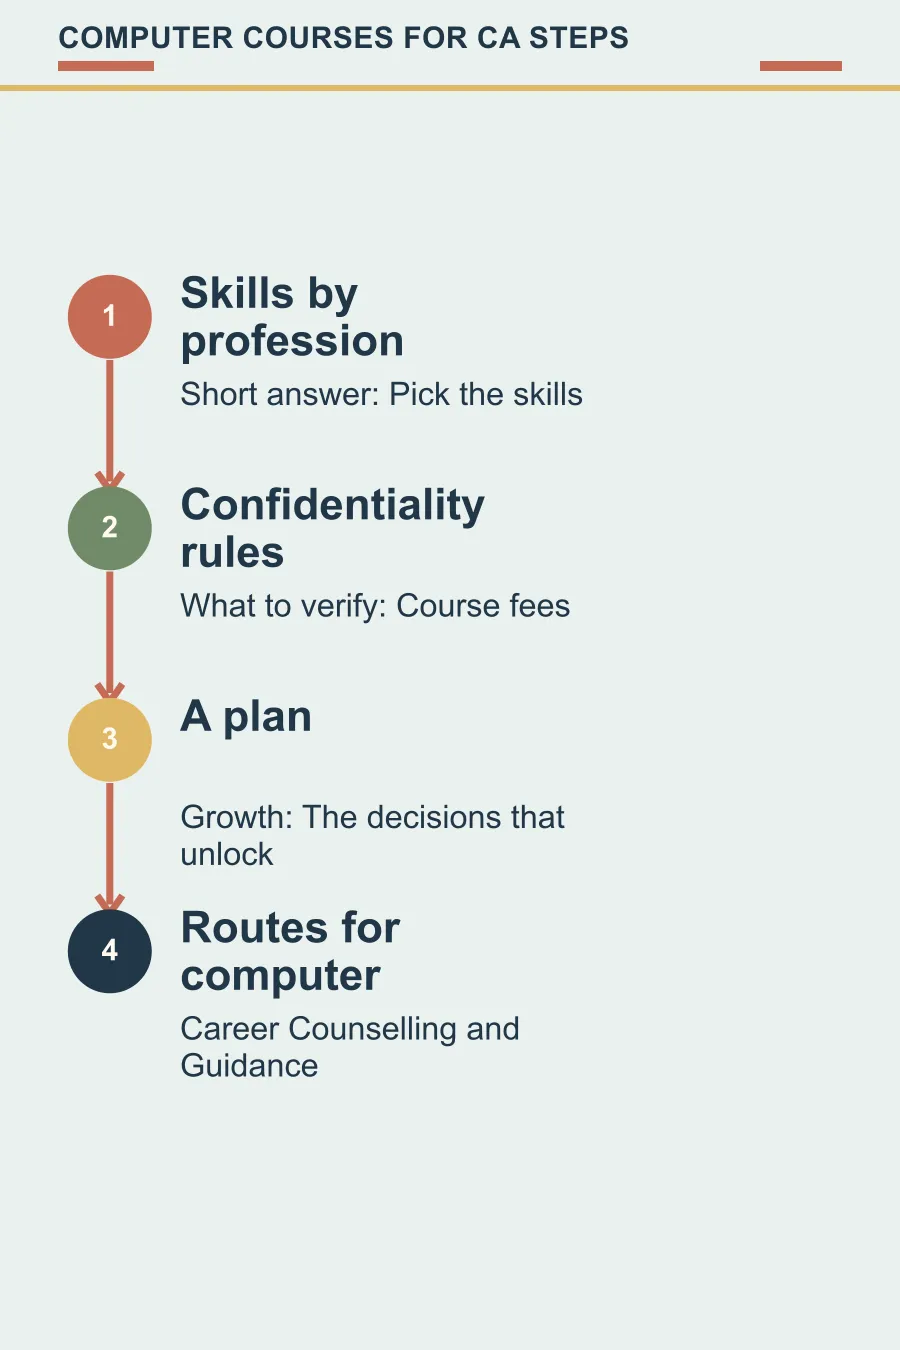 COMPUTER COURSES FOR CA STEPS
1
Skills by
profession
Short answer: Pick the skills
2
Confidentiality
rules
What to verify: Course fees
3
A plan
Growth: The decisions that
unlock
4
Routes for
computer
Career Counselling and
Guidance